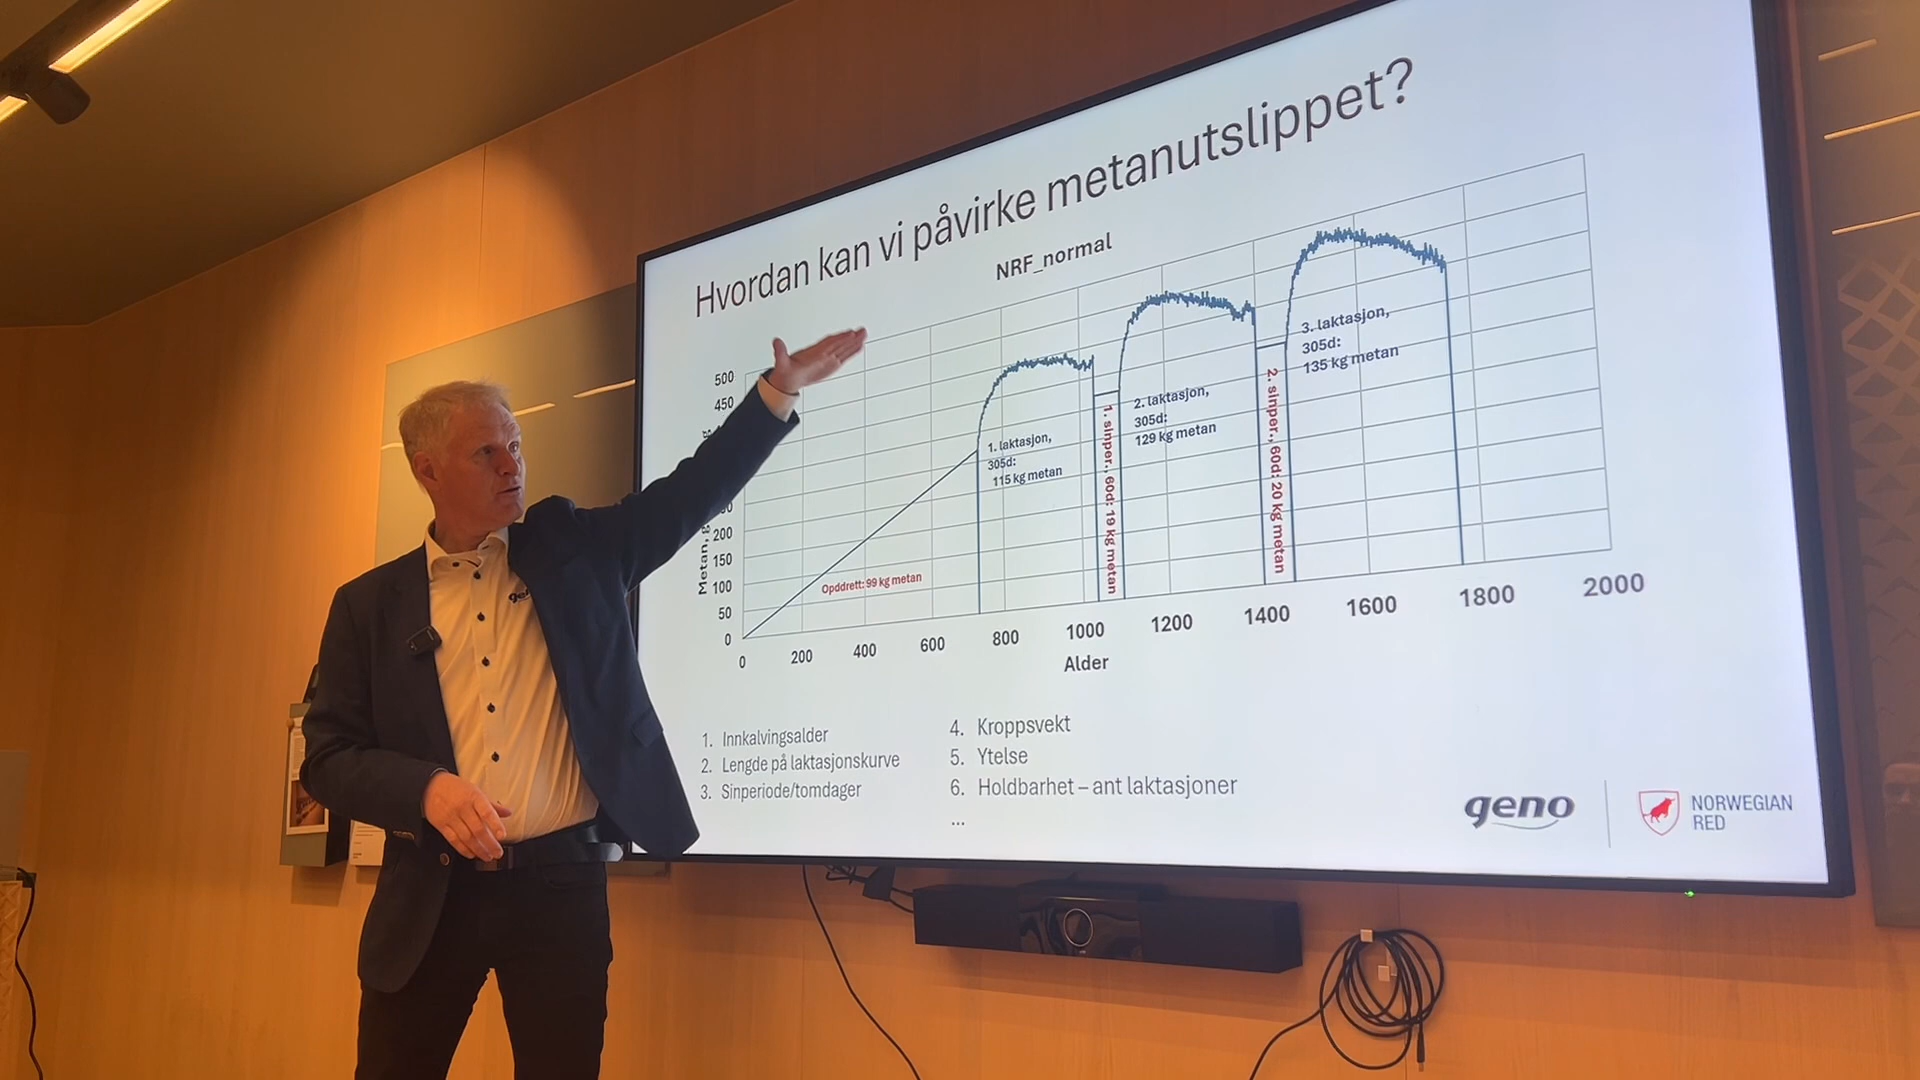 Hvordan kan vi påvirke metanutslippet?
NRF_normal
500
450
200
150
100
50
0
Metan,
0
200
400
600
800
1000
1200
1400
1600
1800
2000
Alder
Opddrett: 99 kg metan
1. laktasjon,
305d:
115 kg metan
1. sinper., 60d: 19 kg metan
2. laktasjon,
305d:
129 kg metan
2. sinper., 60d: 20 kg metan
3. laktasjon,
305d:
135 kg metan
1. Innkalvingsalder
2. Lengde på laktasjonskurve
3. Sinperiode/tomdager
4. Kroppsvekt
5. Ytelse
6. Holdbarhet – ant laktasjoner
...
geno
NORWEGIAN
RED